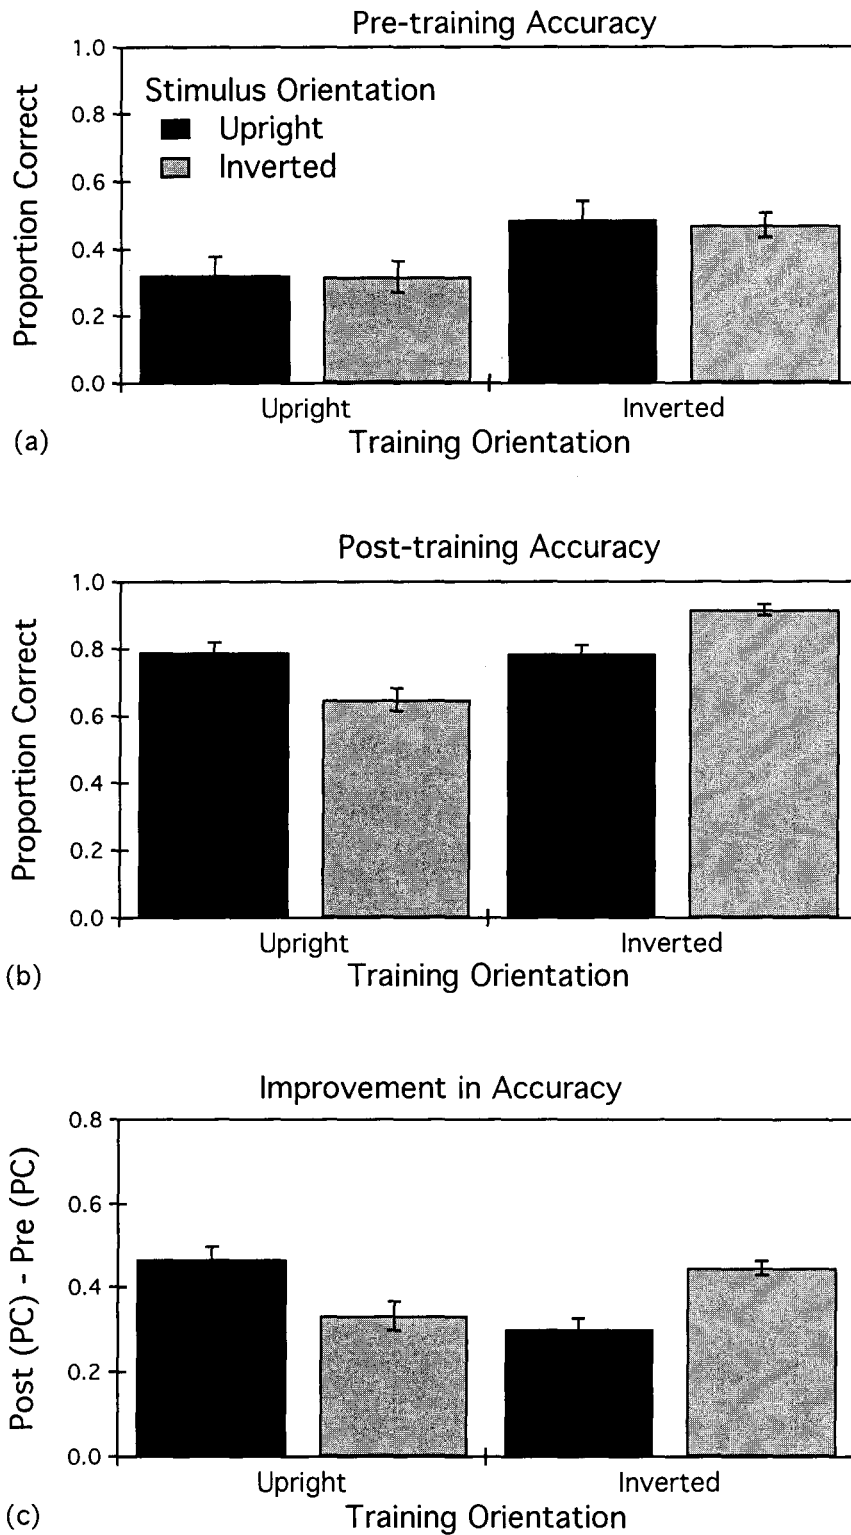 Pre-training Accuracy
1.0
Stimulus Orientation
0.8
Upright
Inverted
0.6
0.4
0.2
0.0
Proportion Correct
Upright
Inverted
(a)
Training Orientation
Post-training Accuracy
1.0
0.8
0.6
0.4
0.2
0.0
Proportion Correct
Upright
Inverted
(b)
Training Orientation
Improvement in Accuracy
0.8
0.6
0.4
0.2
0.0
Post (PC) - Pre (PC)
Upright
Inverted
(c)
Training Orientation